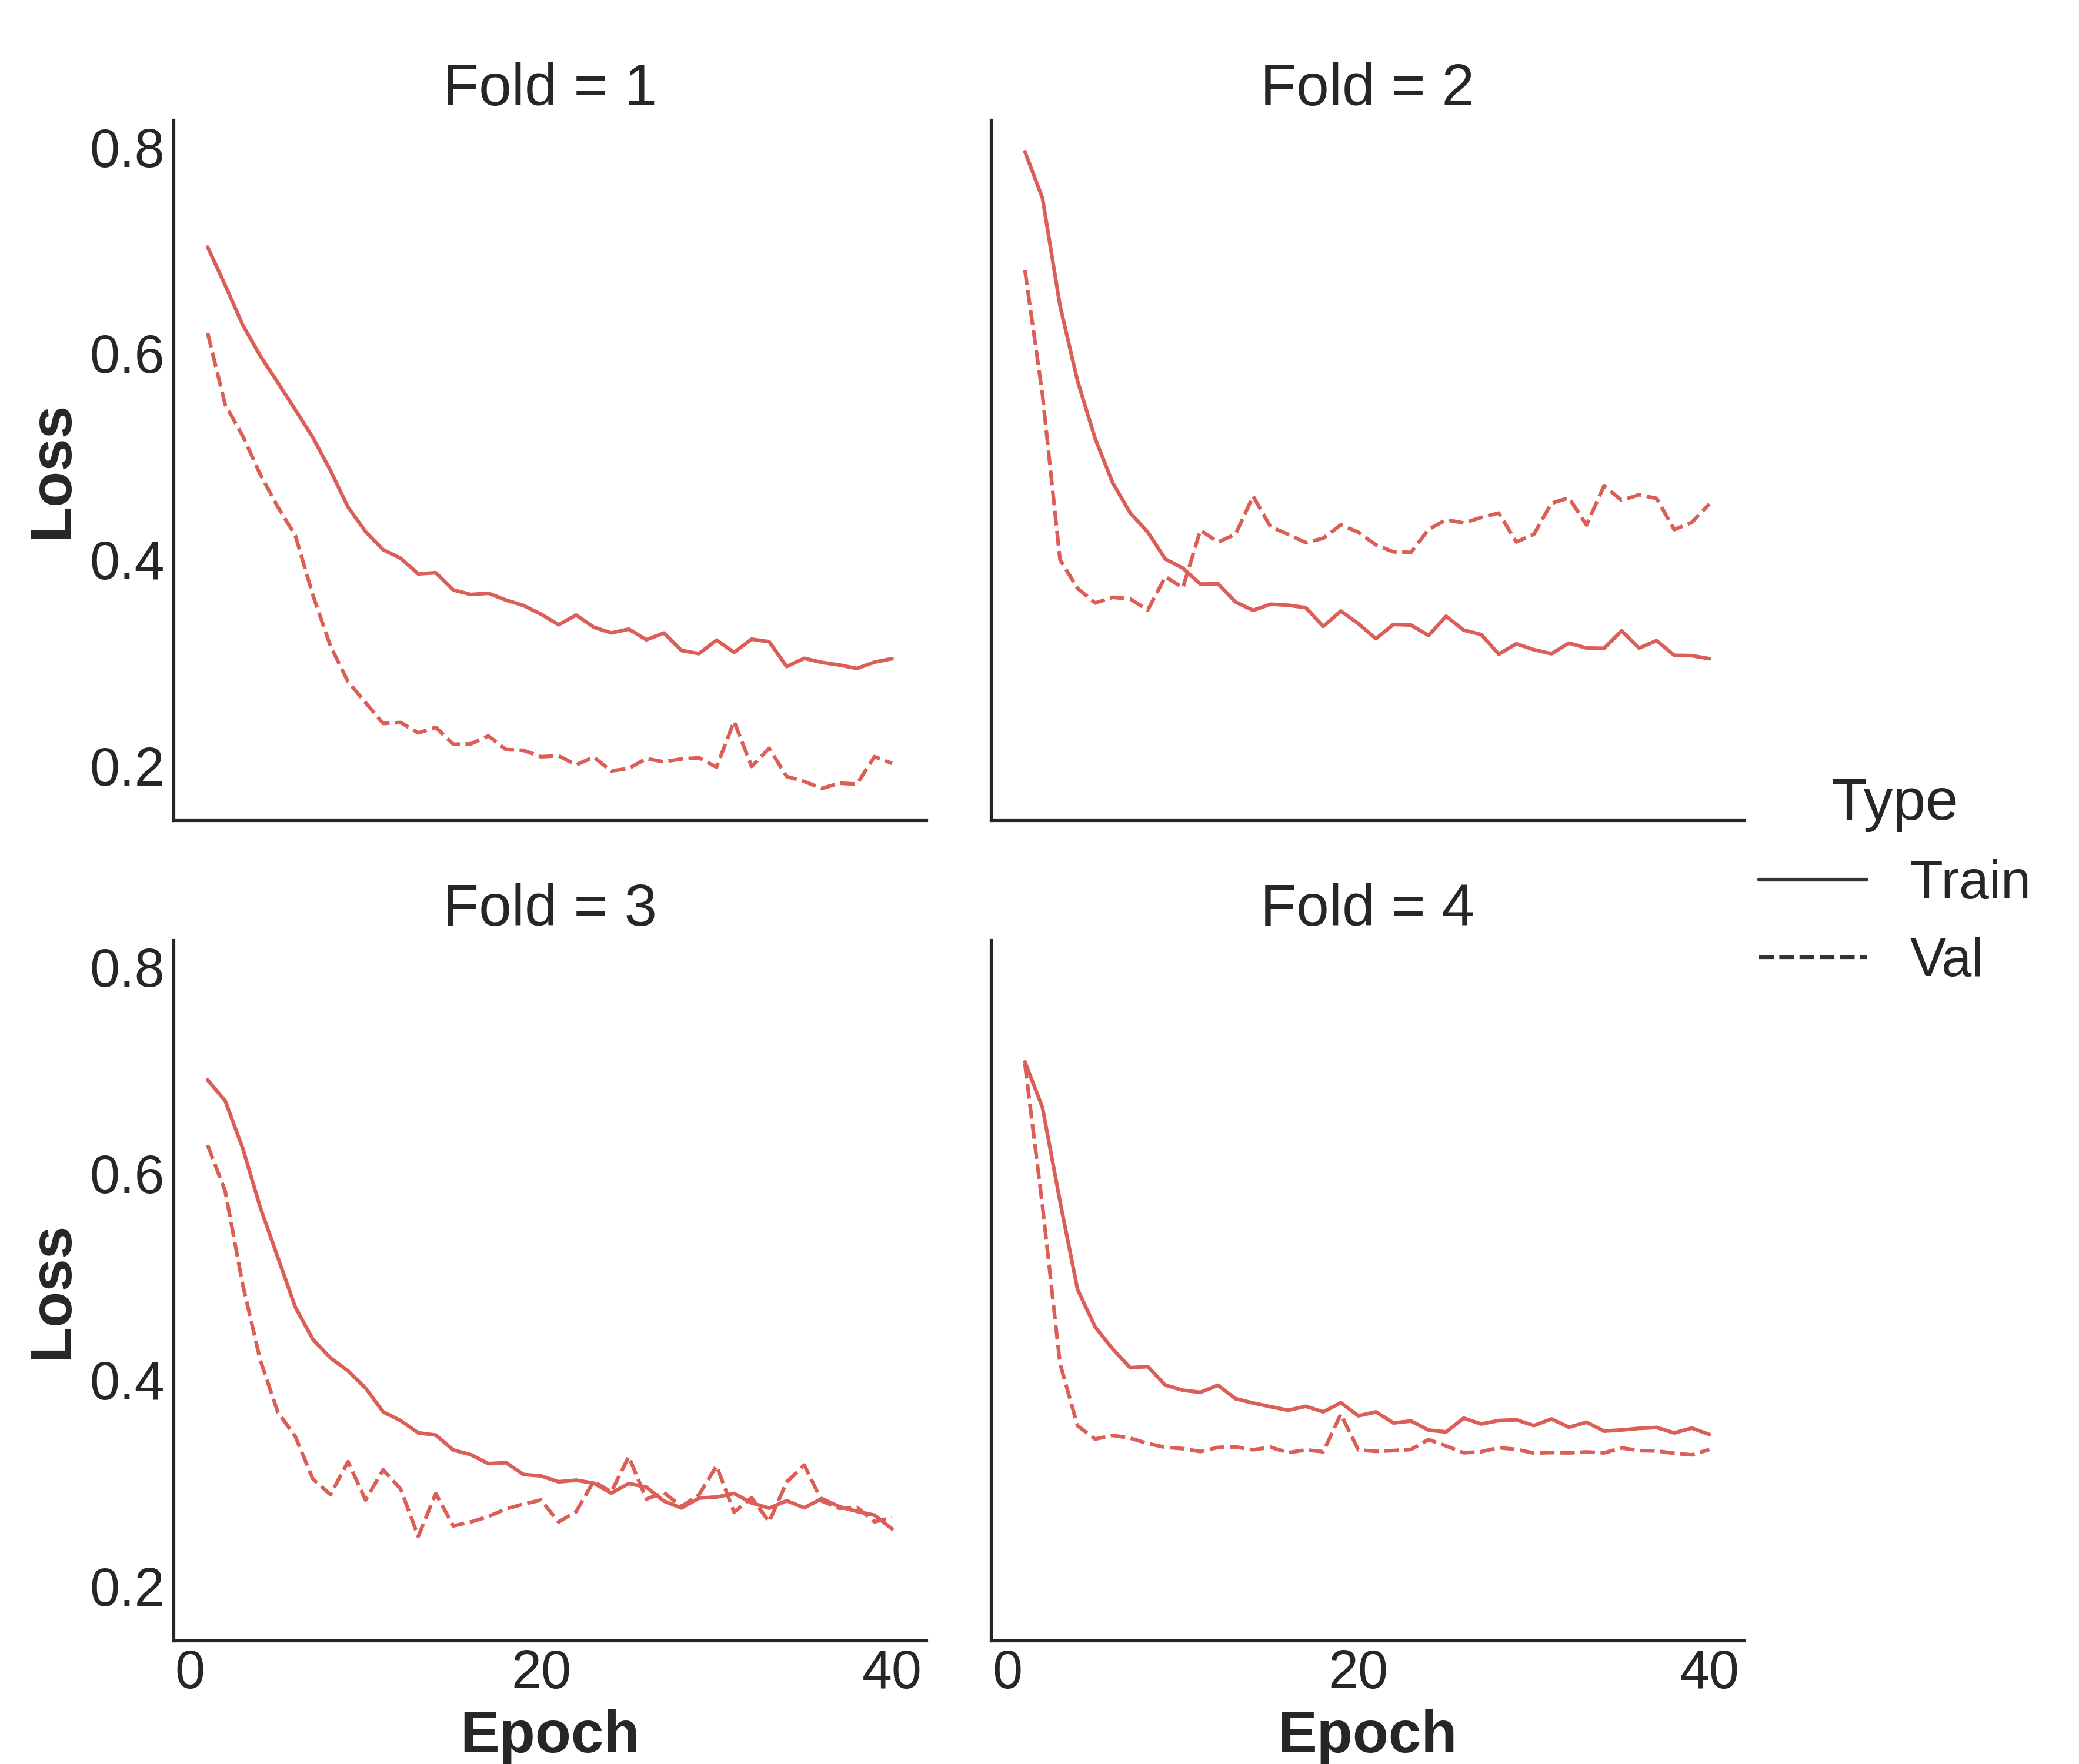 Fold = 1
Fold = 2
0.8
0.6
0.4
0.2
Loss
Type
Train
Val
Fold = 3
Fold = 4
0.8
0.6
0.4
0.2
Loss
0 20 40
0 20 40
Epoch
Epoch